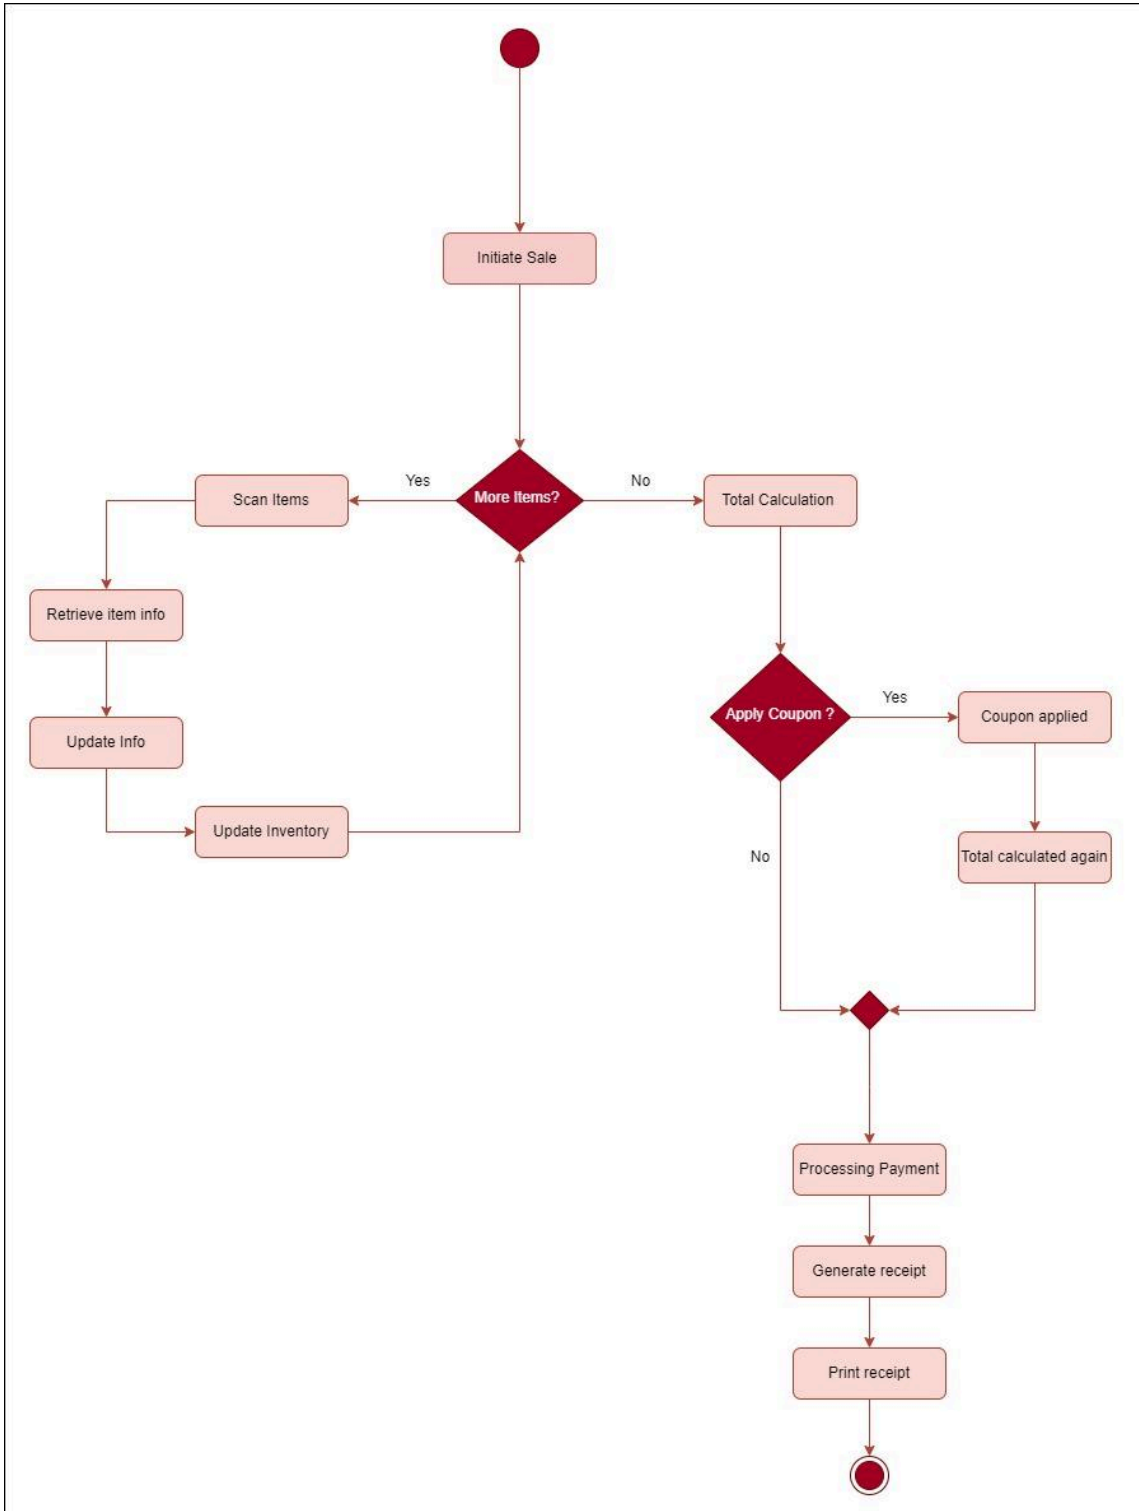 Initiate Sale
Yes
More Items?
No
Scan Items
Total Calculation
Retrieve item info
Update Info
Update Inventory
Apply Coupon ?
Yes
Coupon applied
No
Total calculated again
Processing Payment
Generate receipt
Print receipt